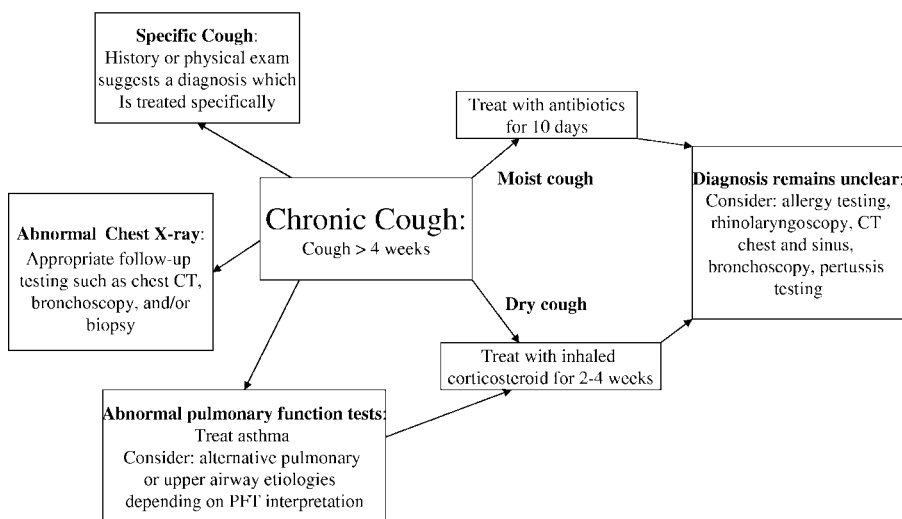 Specific Cough:
History or physical exam
suggests a diagnosis which
Is treated specifically
Treat with antibiotics
for 10 days
Moist cough
Diagnosis remains unclear:
Consider: allergy testing,
rhinolaryngoscopy, CT
chest and sinus,
bronchoscopy, pertussis
testing
Chronic Cough:
Cough > 4 weeks
Abnormal Chest X-ray:
Appropriate follow-up
testing such as chest CT,
bronchoscopy, and/or
biopsy
Dry cough
Treat with inhaled
corticosteroid for 2-4 weeks
Abnormal pulmonary function tests:
Treat asthma
Consider: alternative pulmonary
or upper airway etiologies
depending on PFT interpretation